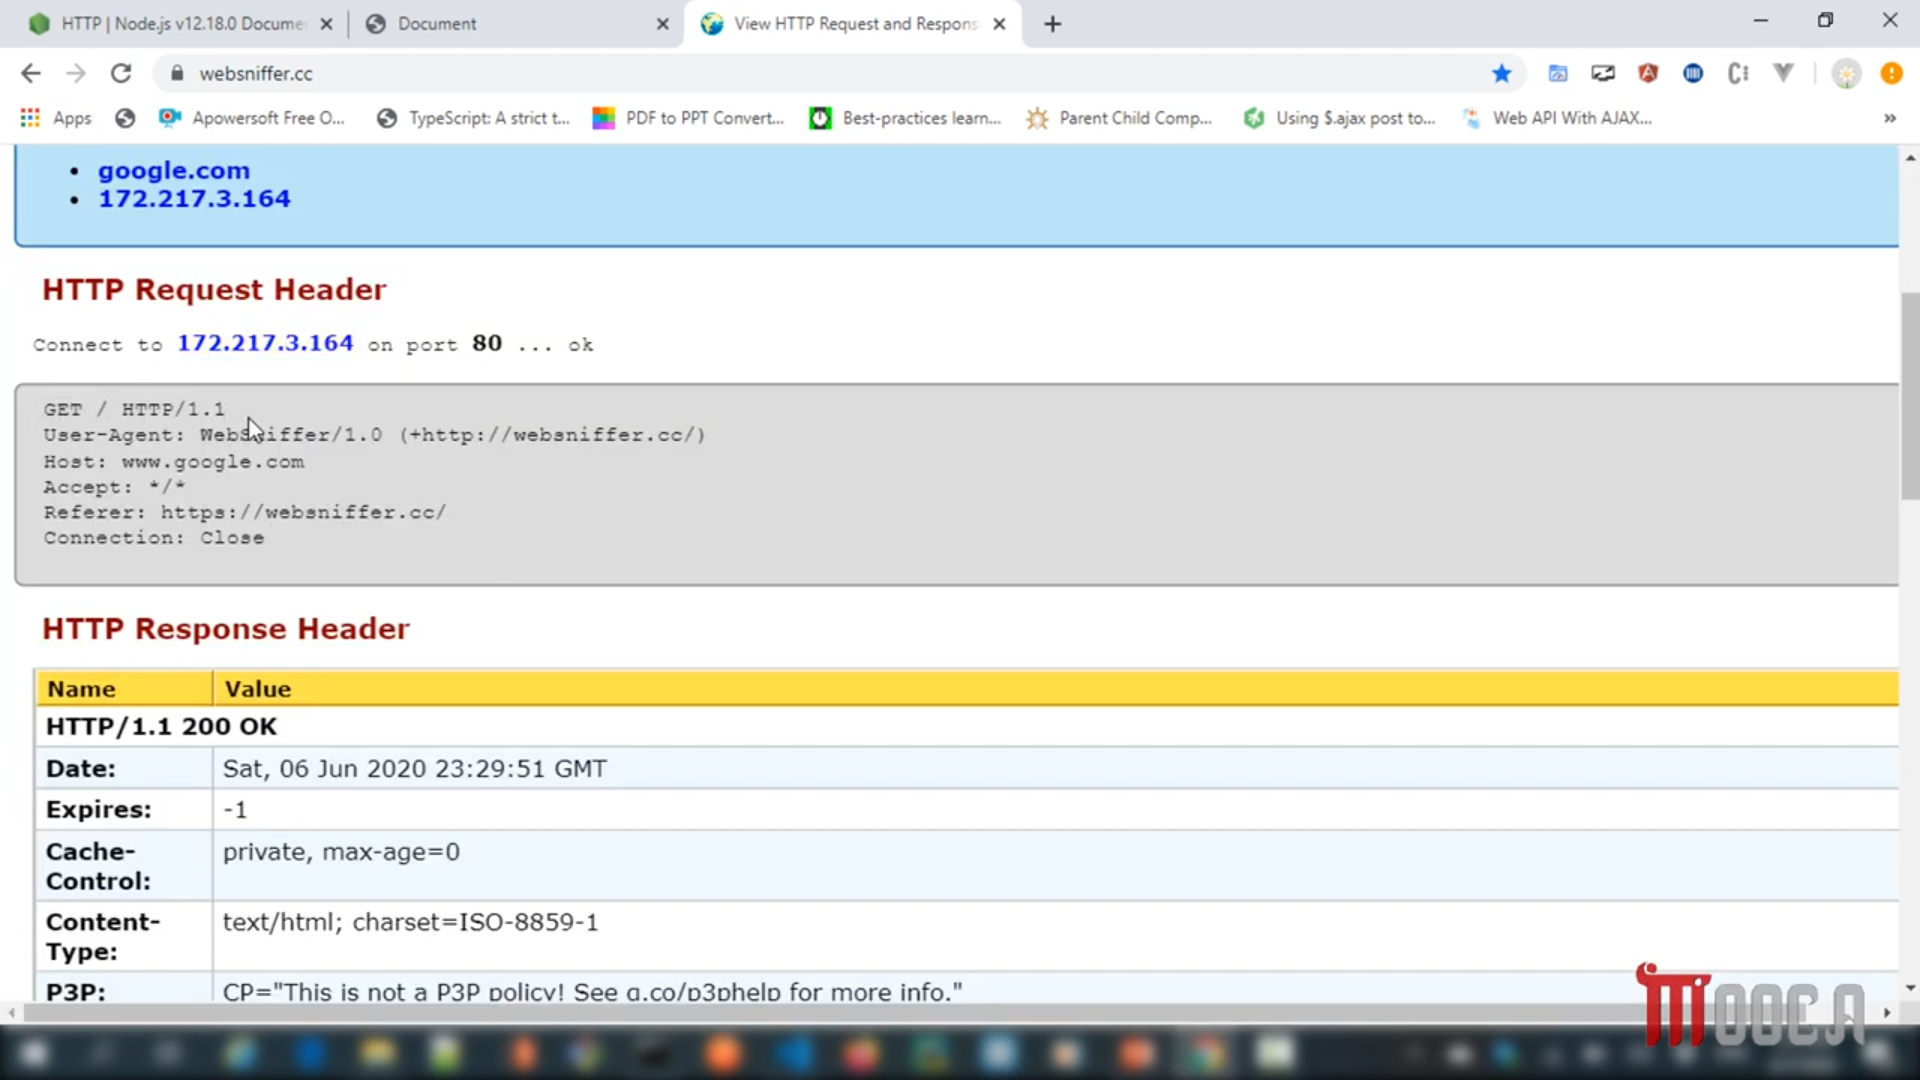 HTTP | Node.js v12.18.0 Docume
Document
View HTTP Request and Respons
websniffer.cc
Apps
Apowersoft Free O...
TypeScript: A strict t...
PDF to PPT Convert...
Best-practices learn...
Parent Child Comp...
Using $.ajax post to...
Web API With AJAX...
»
• google.com
• 172.217.3.164
HTTP Request Header
Connect to 172.217.3.164 on port 80 ... ok
GET / HTTP/1.1
User-Agent: WebSniffer/1.0 (+http://websniffer.cc/)
Host: www.google.com
Accept: */*
Referer: https://websniffer.cc/
Connection: Close
HTTP Response Header
Name Value
HTTP/1.1 200 OK
Date: Sat, 06 Jun 2020 23:29:51 GMT
Expires: -1
Cache-
Control: private, max-age=0
Content-
Type: text/html; charset=ISO-8859-1
P3P: CP="This is not a P3P policy! See g.co/p3phelp for more info."
MOOCA